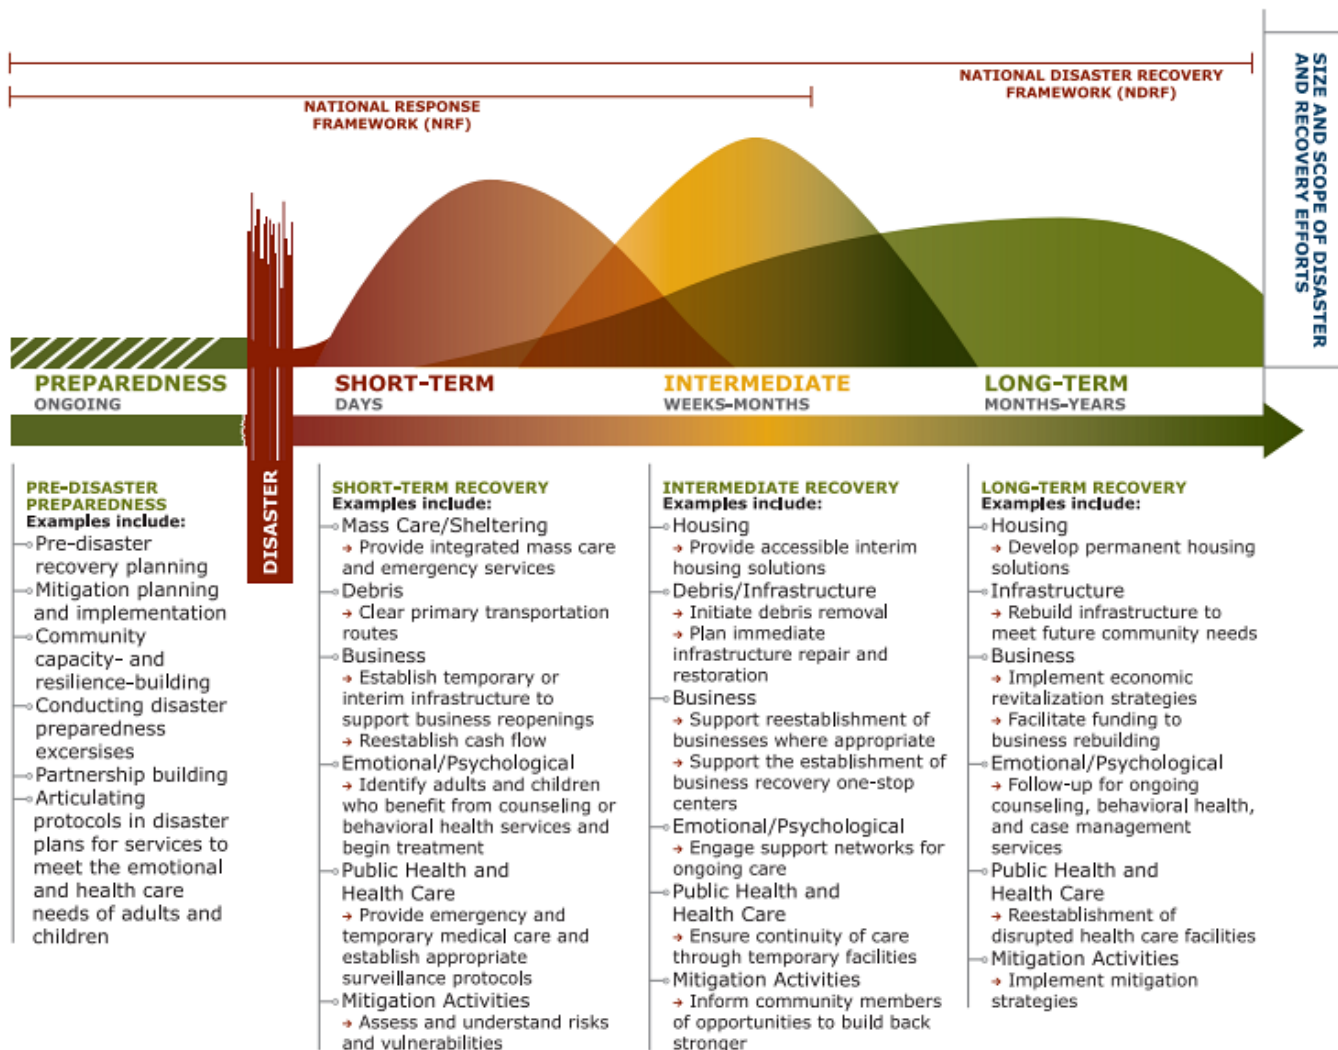 NATIONAL DISASTER RECOVERY
FRAMEWORK (NDRF)
NATIONAL RESPONSE
FRAMEWORK (NRF)
SIZE AND SCOPE OF DISASTER
AND RECOVERY EFFORTS
PREPAREDNESS
ONGOING
SHORT-TERM
DAYS
INTERMEDIATE
WEEKS-MONTHS
LONG-TERM
MONTHS-YEARS
DISASTER
PRE-DISASTER
PREPAREDNESS
Examples include:
Pre-disaster
recovery planning
Mitigation planning
and implementation
Community
capacity- and
resilience-building
Conducting disaster
preparedness
excersises
Partnership building
Articulating
protocols in disaster
plans for services to
meet the emotional
and health care
needs of adults and
children
SHORT-TERM RECOVERY
Examples include:
Mass Care/Sheltering
→ Provide integrated mass care
and emergency services
Debris
→ Clear primary transportation
routes
Business
→ Establish temporary or
interim infrastructure to
support business reopenings
→ Reestablish cash flow
Emotional/Psychological
→ Identify adults and children
who benefit from counseling or
behavioral health services and
begin treatment
Public Health and
Health Care
→ Provide emergency and
temporary medical care and
establish appropriate
surveillance protocols
Mitigation Activities
→ Assess and understand risks
and vulnerabilities
INTERMEDIATE RECOVERY
Examples include:
Housing
→ Provide accessible interim
housing solutions
Debris/Infrastructure
→ Initiate debris removal
→ Plan immediate
infrastructure repair and
restoration
Business
→ Support reestablishment of
businesses where appropriate
→ Support the establishment of
business recovery one-stop
centers
Emotional/Psychological
→ Engage support networks for
ongoing care
Public Health and
Health Care
→ Ensure continuity of care
through temporary facilities
Mitigation Activities
→ Inform community members
of opportunities to build back
stronger
LONG-TERM RECOVERY
Examples include:
Housing
→ Develop permanent housing
solutions
Infrastructure
→ Rebuild infrastructure to
meet future community needs
Business
→ Implement economic
revitalization strategies
→ Facilitate funding to
business rebuilding
Emotional/Psychological
→ Follow-up for ongoing
counseling, behavioral health,
and case management
services
Public Health and
Health Care
→ Reestablishment of
disrupted health care facilities
Mitigation Activities
→ Implement mitigation
strategies